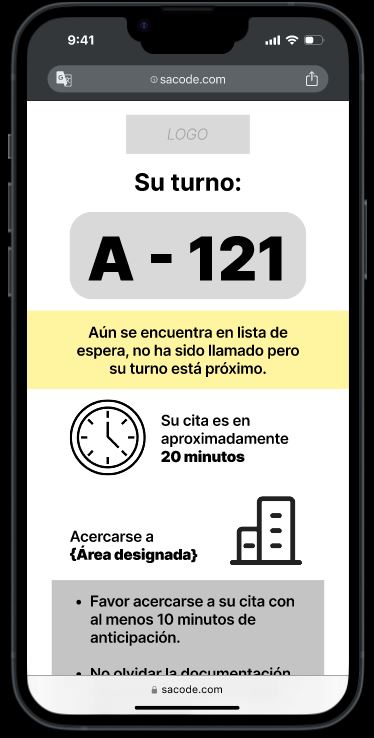 9:41
sacode.com
LOGO
Su turno:
A - 121
Aún se encuentra en lista de
espera, no ha sido llamado pero
su turno está próximo.
Su cita es en
aproximadamente
20 minutos
Acercarse a
{Área designada}
• Favor acercarse a su cita con
al menos 10 minutos de
anticipación.
• No olvidar la documentación
sacode.com